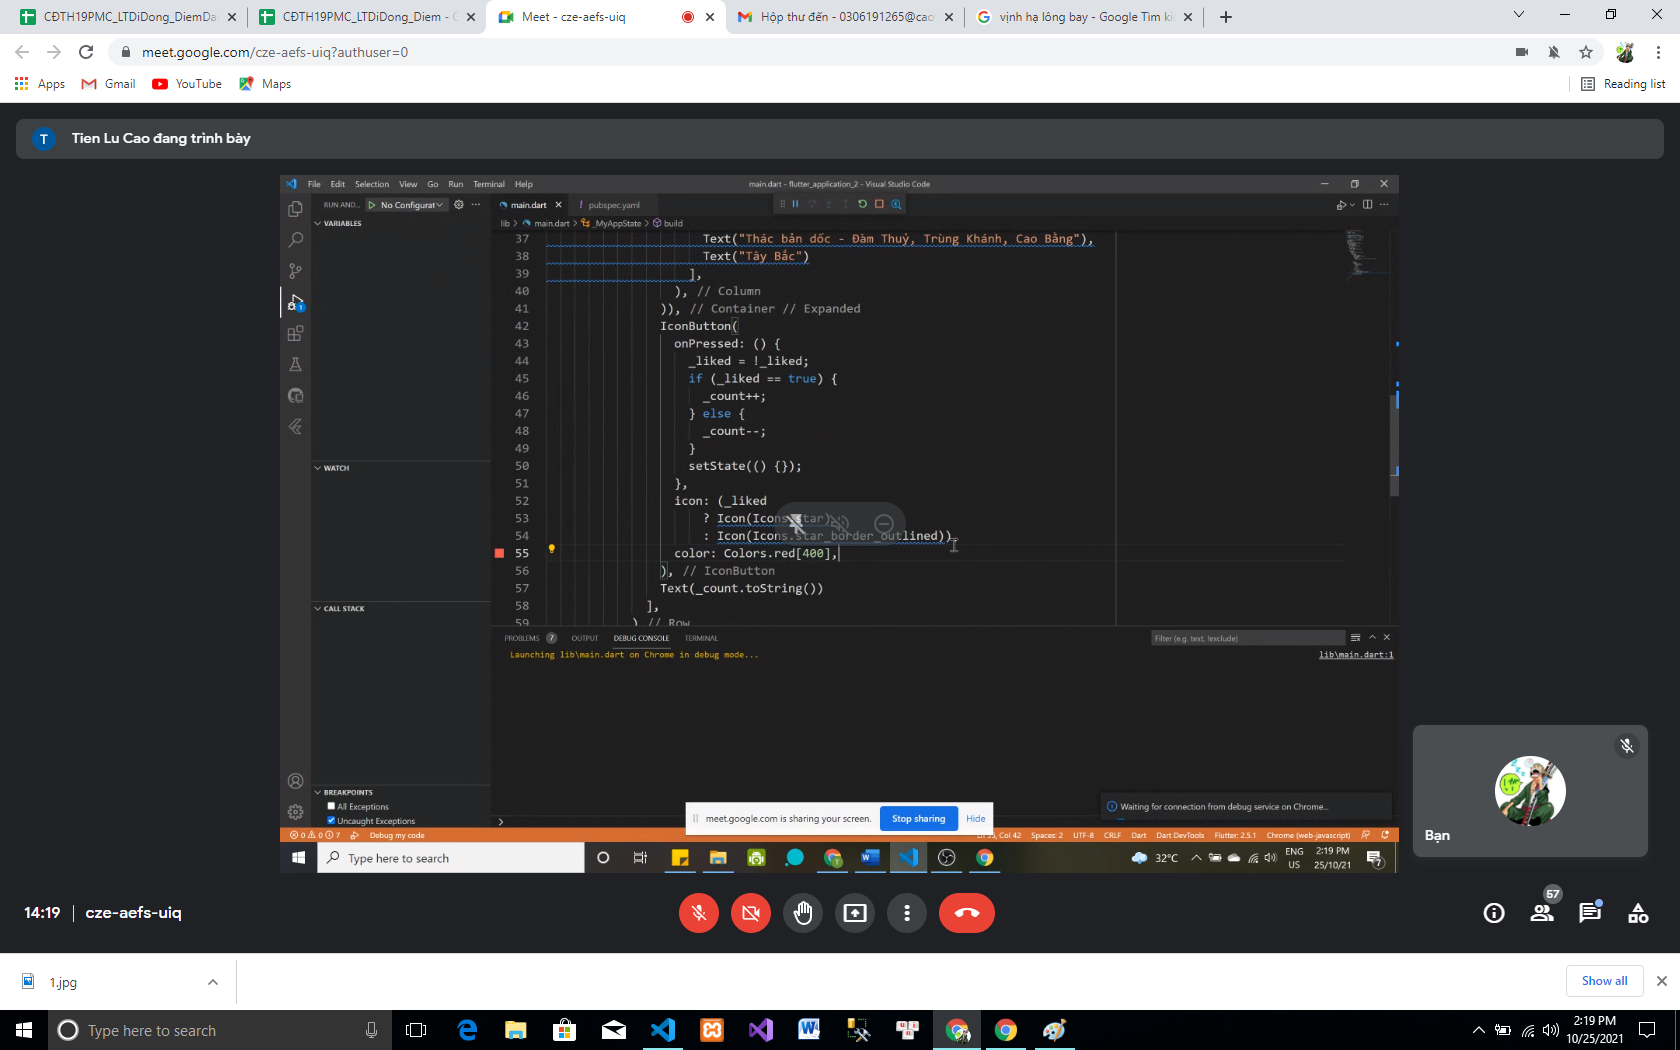 CĐTH19PMC_LTDiDong_DiemDa
CĐTH19PMC_LTDiDong_Diem - G
Meet - cze-aefs-uiq
Hộp thư đến - 0306191265@cao
vịnh hạ lông bay - Google Tìm ki
meet.google.com/cze-aefs-uiq?authuser=0
Apps
Gmail
YouTube
Maps
Reading list
T
Tien Lu Cao đang trình bày
File Edit Selection View Go Run Terminal Help
main.dart - flutter_application_2 - Visual Studio Code
RUN AND... No Configurat
main.dart
pubspec.yaml
VARIABLES
lib > main.dart > _MyAppState > build
37 Text("Thác bản dốc - Đàm Thuỷ, Trùng Khánh, Cao Bằng"),
38 Text("Tây Bắc")
39 ],
40 ), // Column
41 )), // Container // Expanded
42 IconButton(
43 onPressed: () {
44 _liked = !_liked;
45 if (_liked == true) {
46 _count++;
47 } else {
48 _count--;
49 }
50 setState(() {});
51 },
52 icon: (_liked
53 ? Icon(Icons.star)
54 : Icon(Icons.star_border_outlined)),
55 color: Colors.red[400],
56 ), // IconButton
57 Text(_count.toString())
58 ],
59 ) // Row
WATCH
CALL STACK
BREAKPOINTS
All Exceptions
Uncaught Exceptions
PROBLEMS 7 OUTPUT DEBUG CONSOLE TERMINAL
Filter (e.g. text, !exclude)
Launching lib\main.dart on Chrome in debug mode...
lib\main.dart:1
Waiting for connection from debug service on Chrome...
meet.google.com is sharing your screen.
Stop sharing
Hide
0 0 7 Debug my code
Ln 55, Col 42 Spaces: 2 UTF-8 CRLF Dart Dart DevTools Flutter: 2.5.1 Chrome (web-javascript)
Type here to search
32°C
ENG
US
2:19 PM
25/10/21
7
Bạn
14:19 | cze-aefs-uiq
57
1.jpg
Show all
Type here to search
2:19 PM
10/25/2021